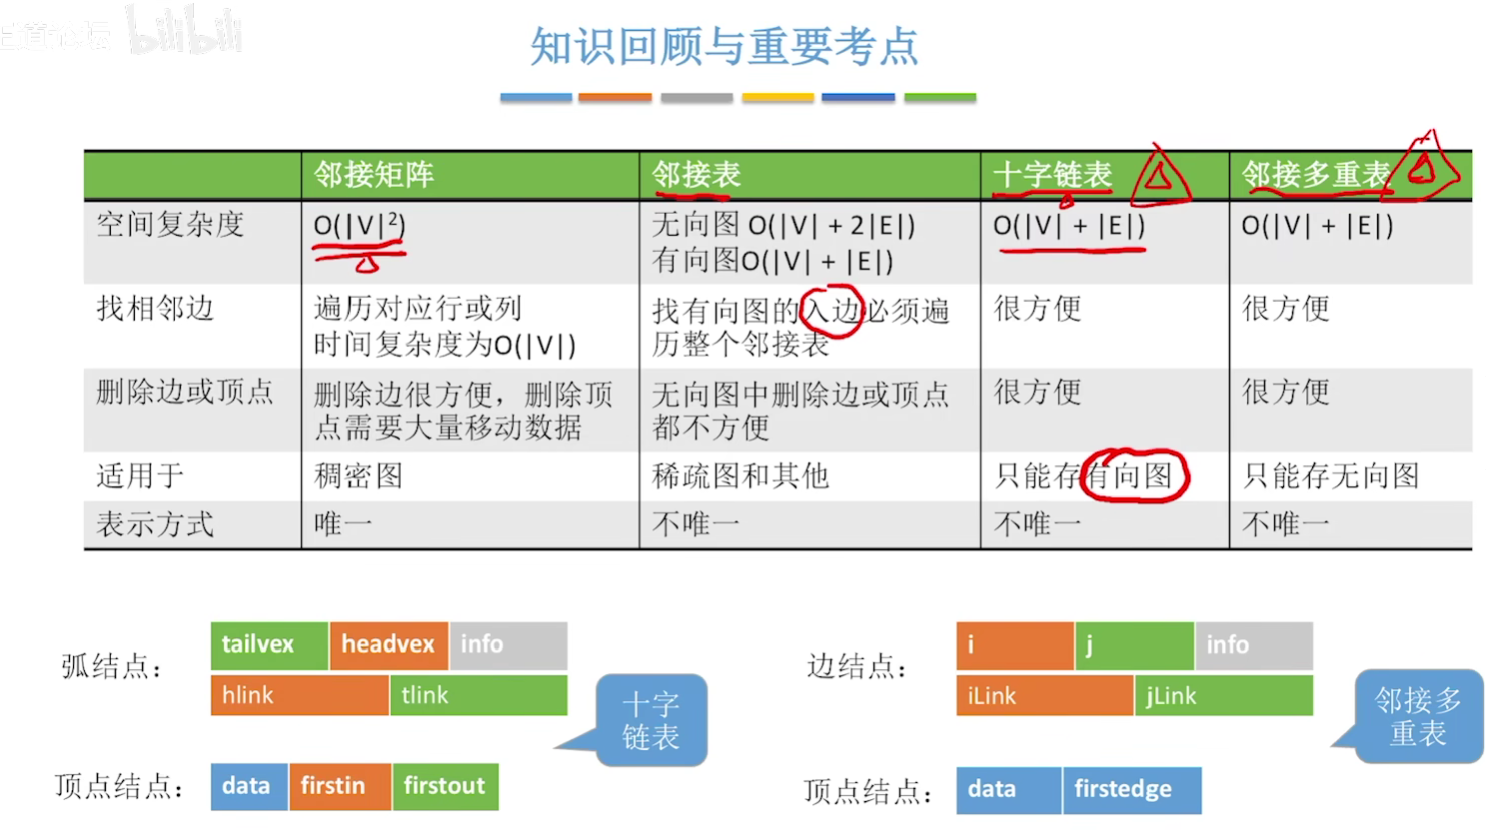 bilibili
知识回顾与重要考点
邻接矩阵 邻接表 十字链表 邻接多重表
空间复杂度 O(|V|²) 无向图 O(|V| + 2|E|) O(|V| + |E|) O(|V| + |E|)
有向图O(|V| + |E|)
找相邻边 遍历对应行或列 找有向图的入边必须遍 很方便 很方便
时间复杂度为O(|V|) 历整个邻接表
删除边或顶点 删除边很方便，删除顶 无向图中删除边或顶点 很方便 很方便
点需要大量移动数据 都不方便
适用于 稠密图 稀疏图和其他 只能存有向图 只能存无向图
表示方式 唯一 不唯一 不唯一 不唯一
弧结点： tailvex headvex info
hlink tlink
十字
链表
顶点结点： data firstin firstout
边结点： i j info
iLink jLink
邻接多
重表
顶点结点： data firstedge